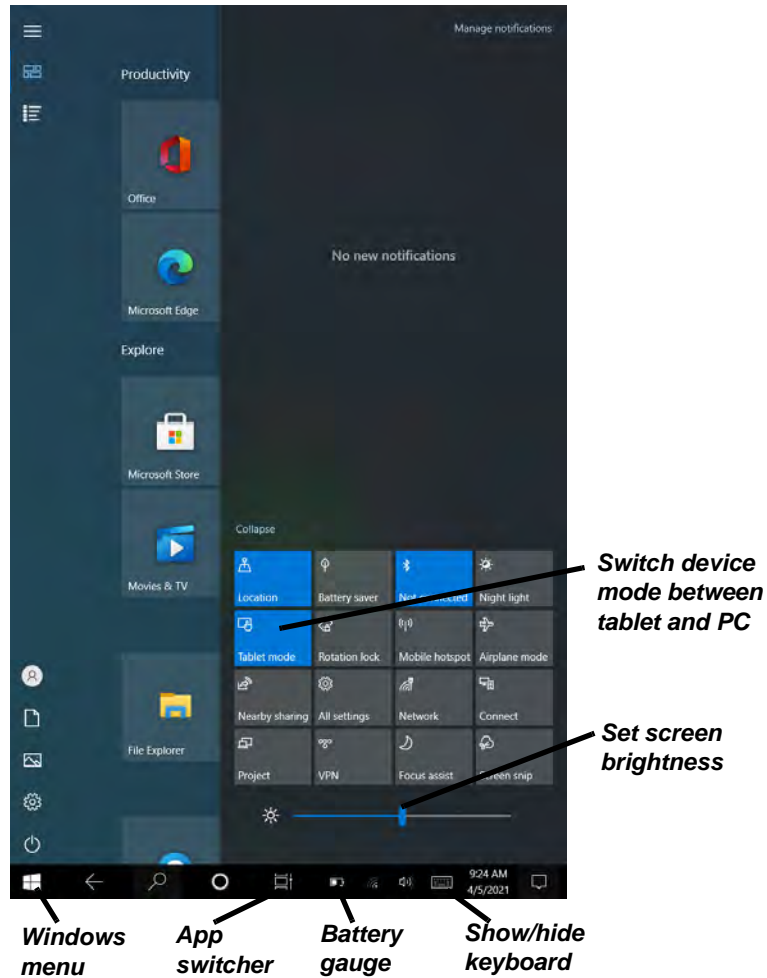 Manage notifications
Productivity
Office
No new notifications
Microsoft Edge
Explore
Microsoft Store
Collapse
Movies & TV
Location Battery saver Not connected Night light
Switch device
mode between
tablet and PC
Tablet mode Rotation lock Mobile hotspot Airplane mode
Nearby sharing All settings Network Connect
Set screen
brightness
File Explorer
Project VPN Focus assist Screen snip
9:24 AM
4/5/2021
Windows
menu
App
switcher
Battery
gauge
Show/hide
keyboard